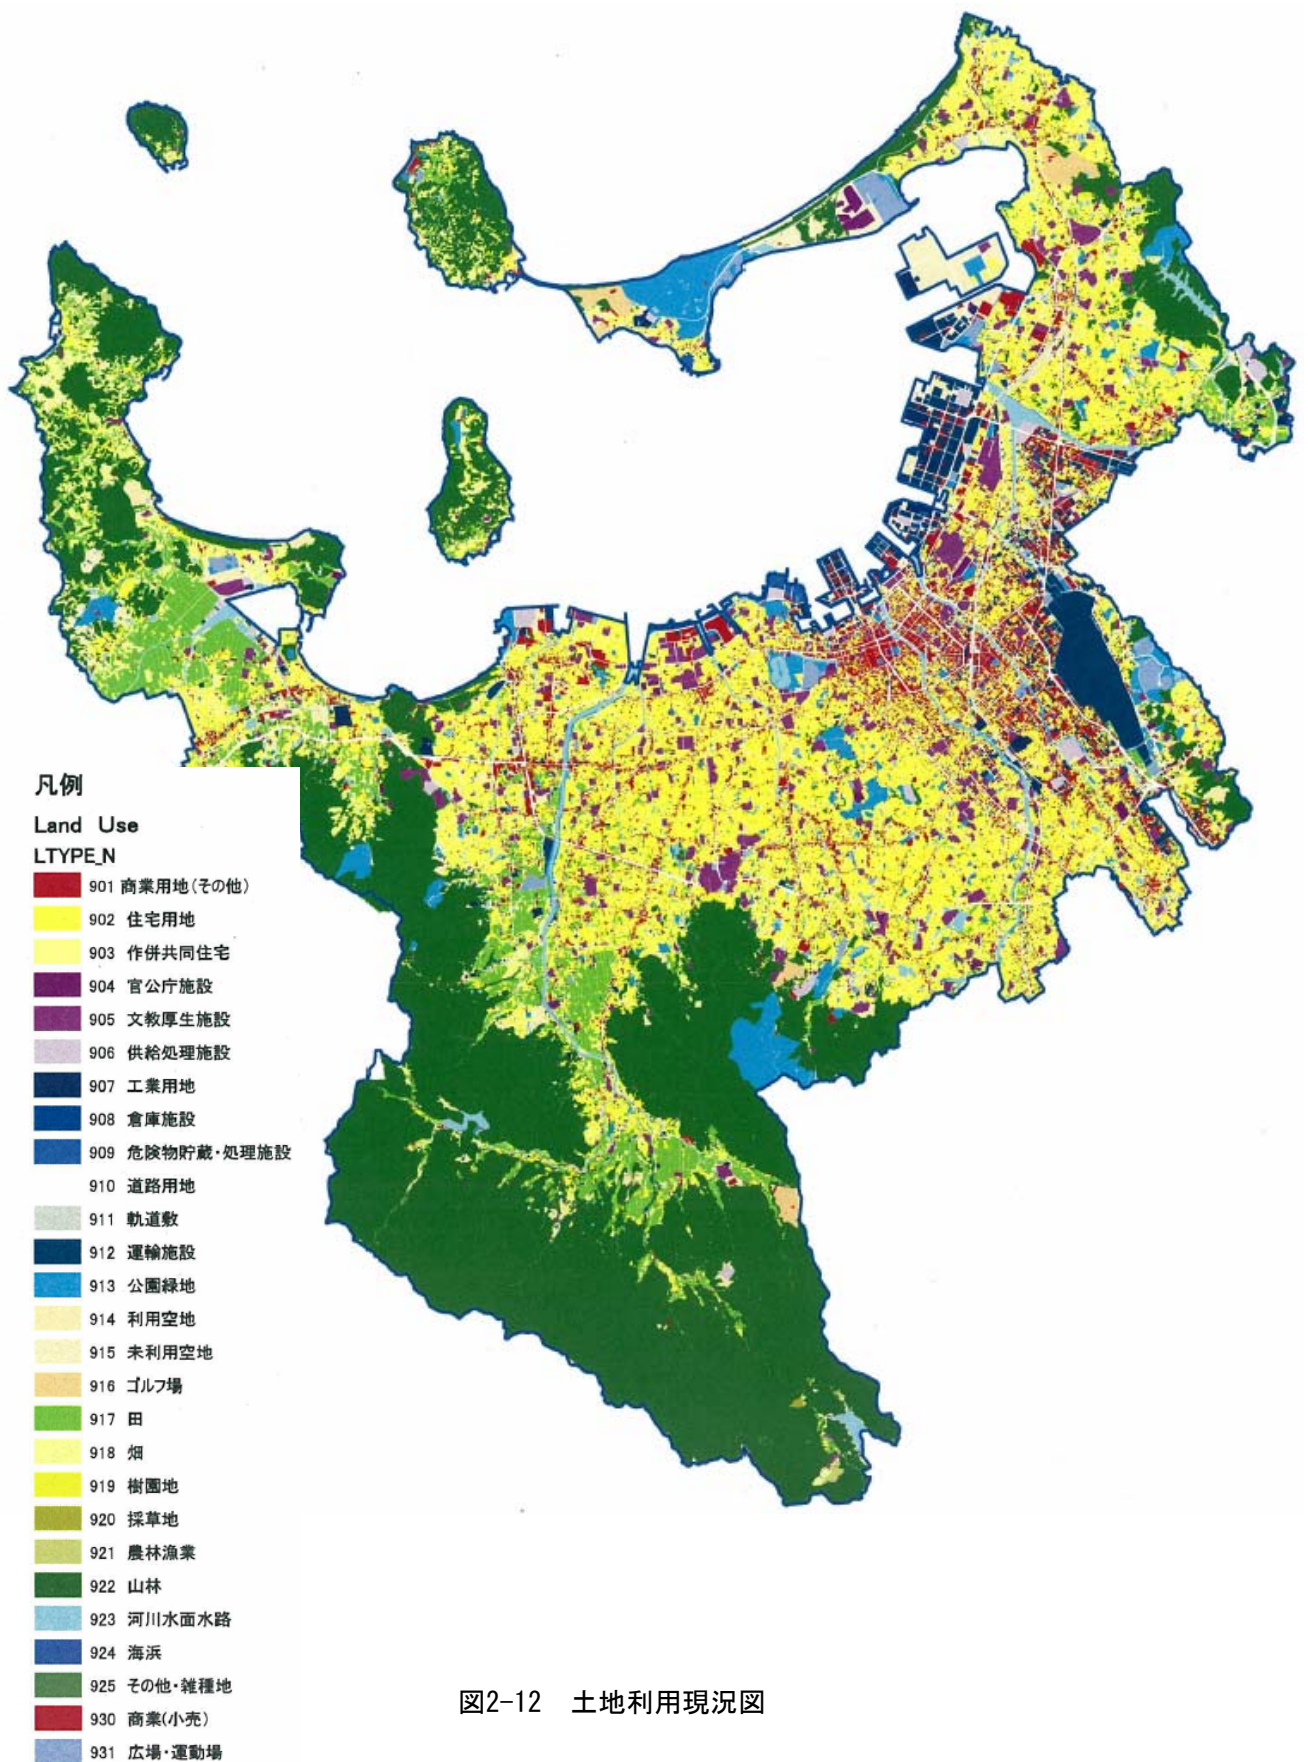 凡例
Land Use
LTYPE_N
901 商業用地(その他)
902 住宅用地
903 作併共同住宅
904 官公庁施設
905 文教厚生施設
906 供給処理施設
907 工業用地
908 倉庫施設
909 危険物貯蔵・処理施設
910 道路用地
911 軌道敷
912 運輸施設
913 公園緑地
914 利用空地
915 未利用空地
916 ゴルフ場
917 田
918 畑
919 樹園地
920 採草地
921 農林漁業
922 山林
923 河川水面水路
924 海浜
925 その他・雑種地
930 商業(小売)
931 広場・運動場
図2-12 土地利用現況図